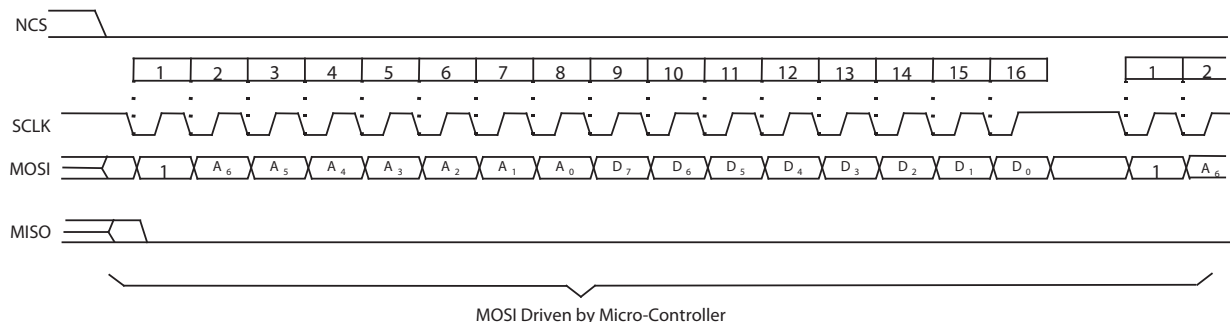 NCS
1 2 3 4 5 6 7 8 9 10 11 12 13 14 15 16 1 2
SCLK
MOSI 1 A6 A5 A4 A3 A2 A1 A0 D7 D6 D5 D4 D3 D2 D1 D0 1 A6
MISO
MOSI Driven by Micro-Controller